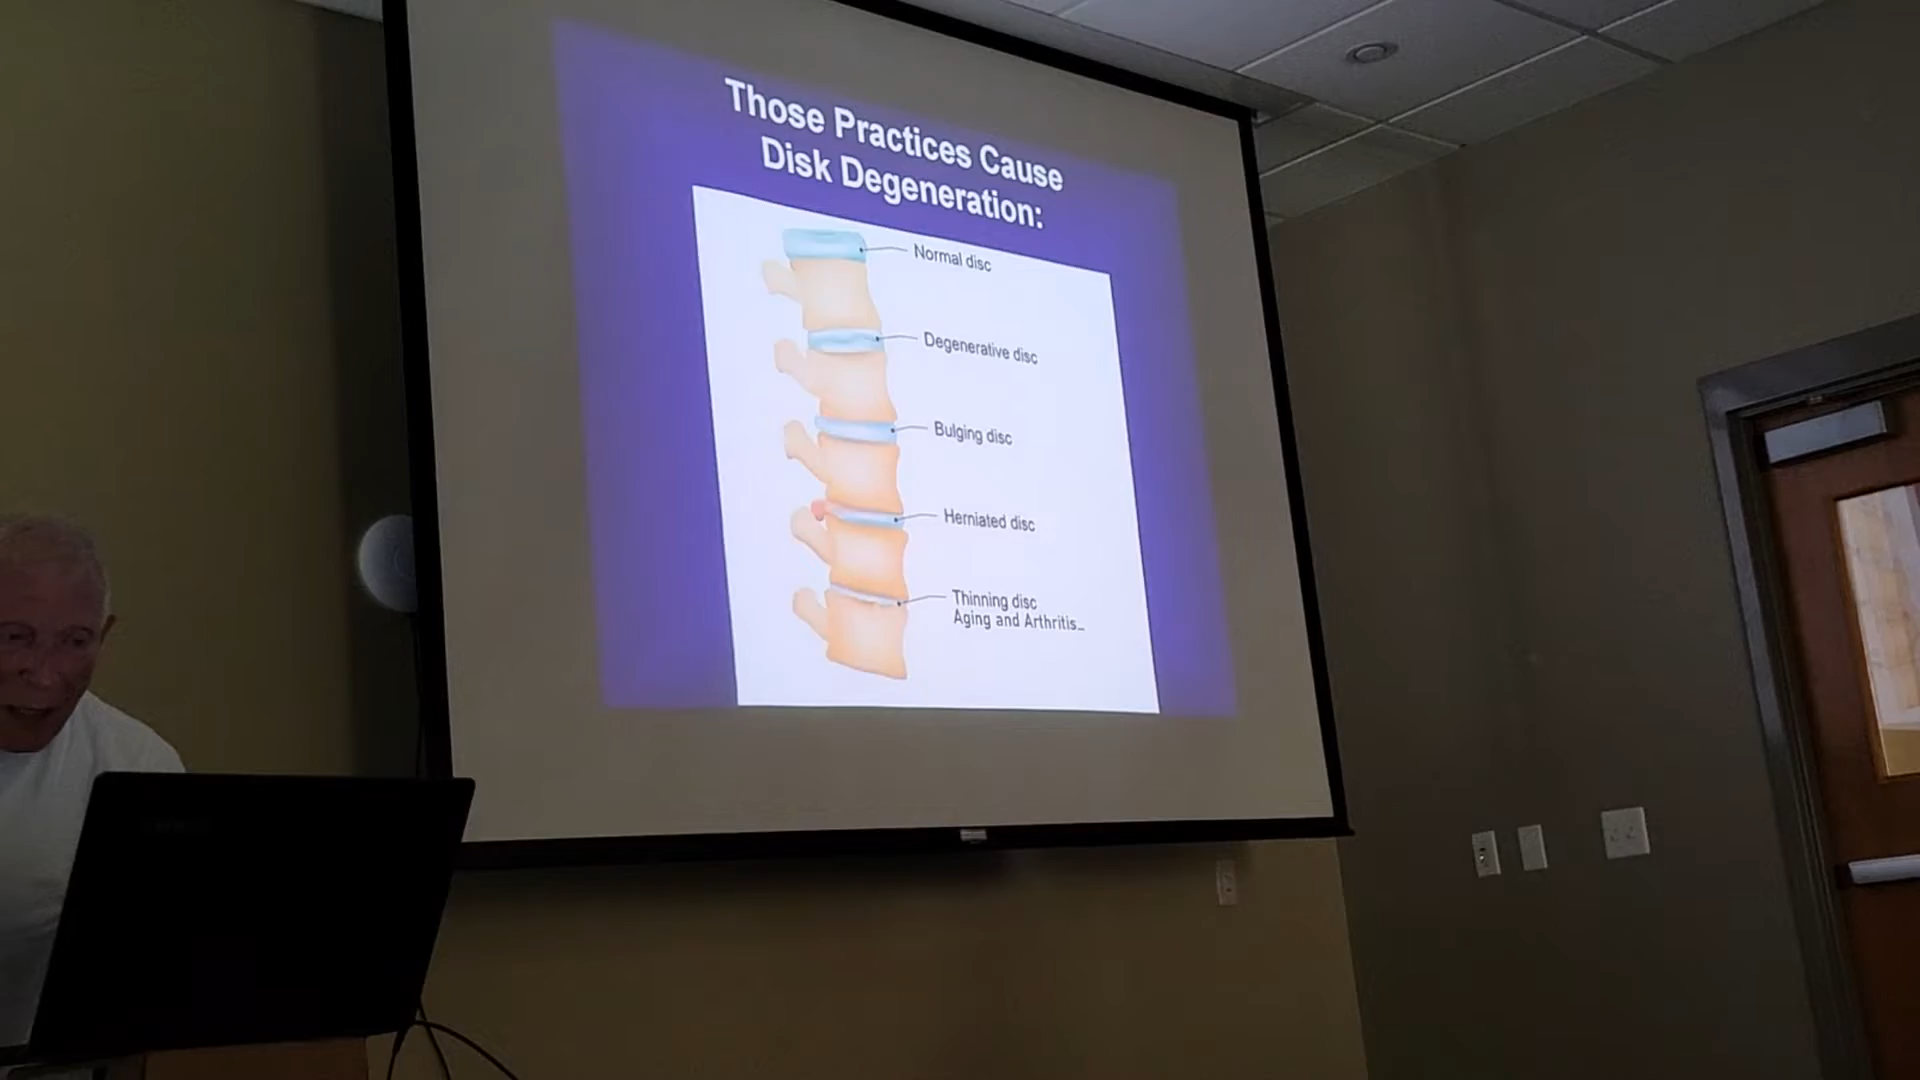 Those Practices Cause
Disk Degeneration:
Normal disc
Degenerative disc
Bulging disc
Herniated disc
Thinning disc
Aging and Arthritis...